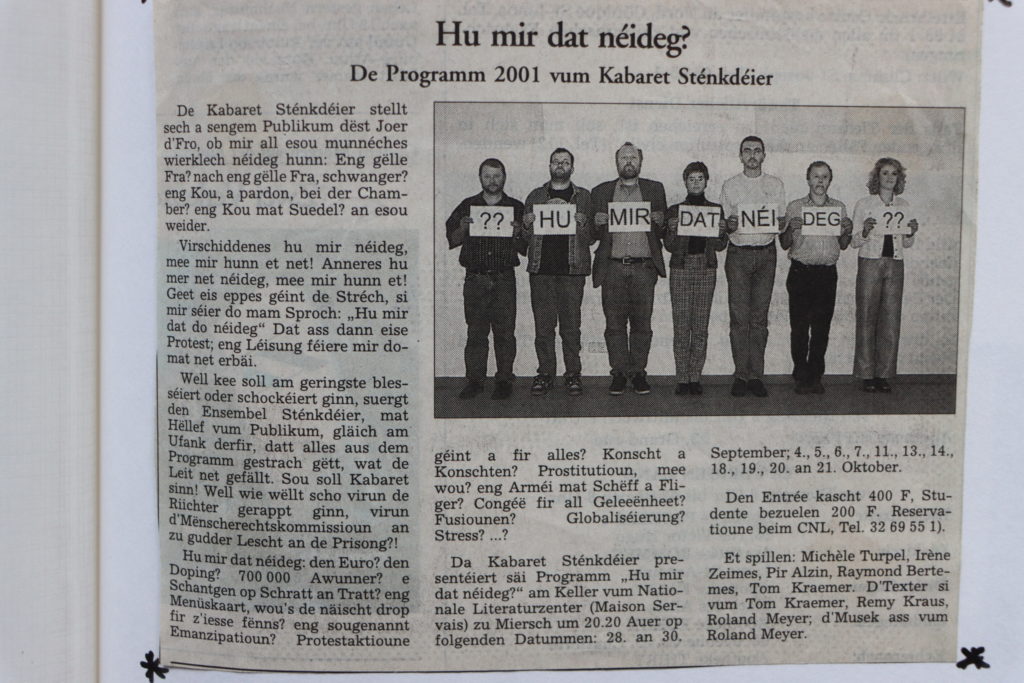 Hu mir dat néideg?
De Programm 2001 vum Kabaret Sténkdéier
De Kabaret Sténkdéier stellt
sech a sengem Publikum dëst Joer
d'Fro, ob mir all esou munnéches
wierklech néideg hunn: Eng gëlle
Fra? nach eng gëlle Fra, schwanger?
eng Kou, a pardon, bei der Cham-
ber? eng Kou mat Suedel? an esou
weider.
Virschiddenes hu mir néideg,
mee mir hunn et net! Anneres hu
mer net néideg, mee mir hunn et!
Geet eis eppes géint de Stréch, si
mir séier do mam Sproch: „Hu mir
dat do néideg“ Dat ass dann eise
Protest; eng Léisung féiere mir do-
mat net erbäi.
Well kee soll am geringste bles-
séiert oder schockéiert ginn, suergt
den Ensembel Sténkdéier, mat
Hëllef vum Publikum, gläich am
Ufank derfir, datt alles aus dem
Programm gestrach gëtt, wat de
Leit net gefällt. Sou soll Kabaret
sinn! Well wie wëllt scho virun de
Riichter gerappt ginn, virun
d'Mënscherechtskommissioun an
zu gudder Lescht an de Prisong?!
Hu mir dat néideg: den Euro? den
Doping? 700 000 Awunner? e
Schantgen op Schratt an Tratt? eng
Menüskaart, wou's de näischt drop
fir z'iesse fënns? eng sougenannt
Emanzipatioun? Protestaktioune
?? HU MIR DAT NÉI DEG ??
géint a fir alles? Konscht a
Konschten? Prostitutioun, mee
wou? eng Arméi mat Schëff a Fli-
ger? Congéë fir all Geleeënheet?
Fusiounen? Globaliséierung?
Stress? ...?
Da Kabaret Sténkdéier pre-
sentéiert säi Programm „Hu mir
dat néideg?“ am Keller vum Natio-
nale Literaturzenter (Maison Ser-
vais) zu Miersch um 20.20 Auer op
folgenden Datummen: 28. an 30.
September; 4., 5., 6., 7., 11., 13., 14.,
18., 19., 20. an 21. Oktober.
Den Entrée kascht 400 F, Stu-
dente bezuelen 200 F. Reserva-
tioune beim CNL, Tel. 32 69 55 1).
Et spillen: Michèle Turpel, Irène
Zeimes, Pir Alzin, Raymond Berte-
mes, Tom Kraemer. D'Texter si
vum Tom Kraemer, Remy Kraus,
Roland Meyer; d'Musek ass vum
Roland Meyer.